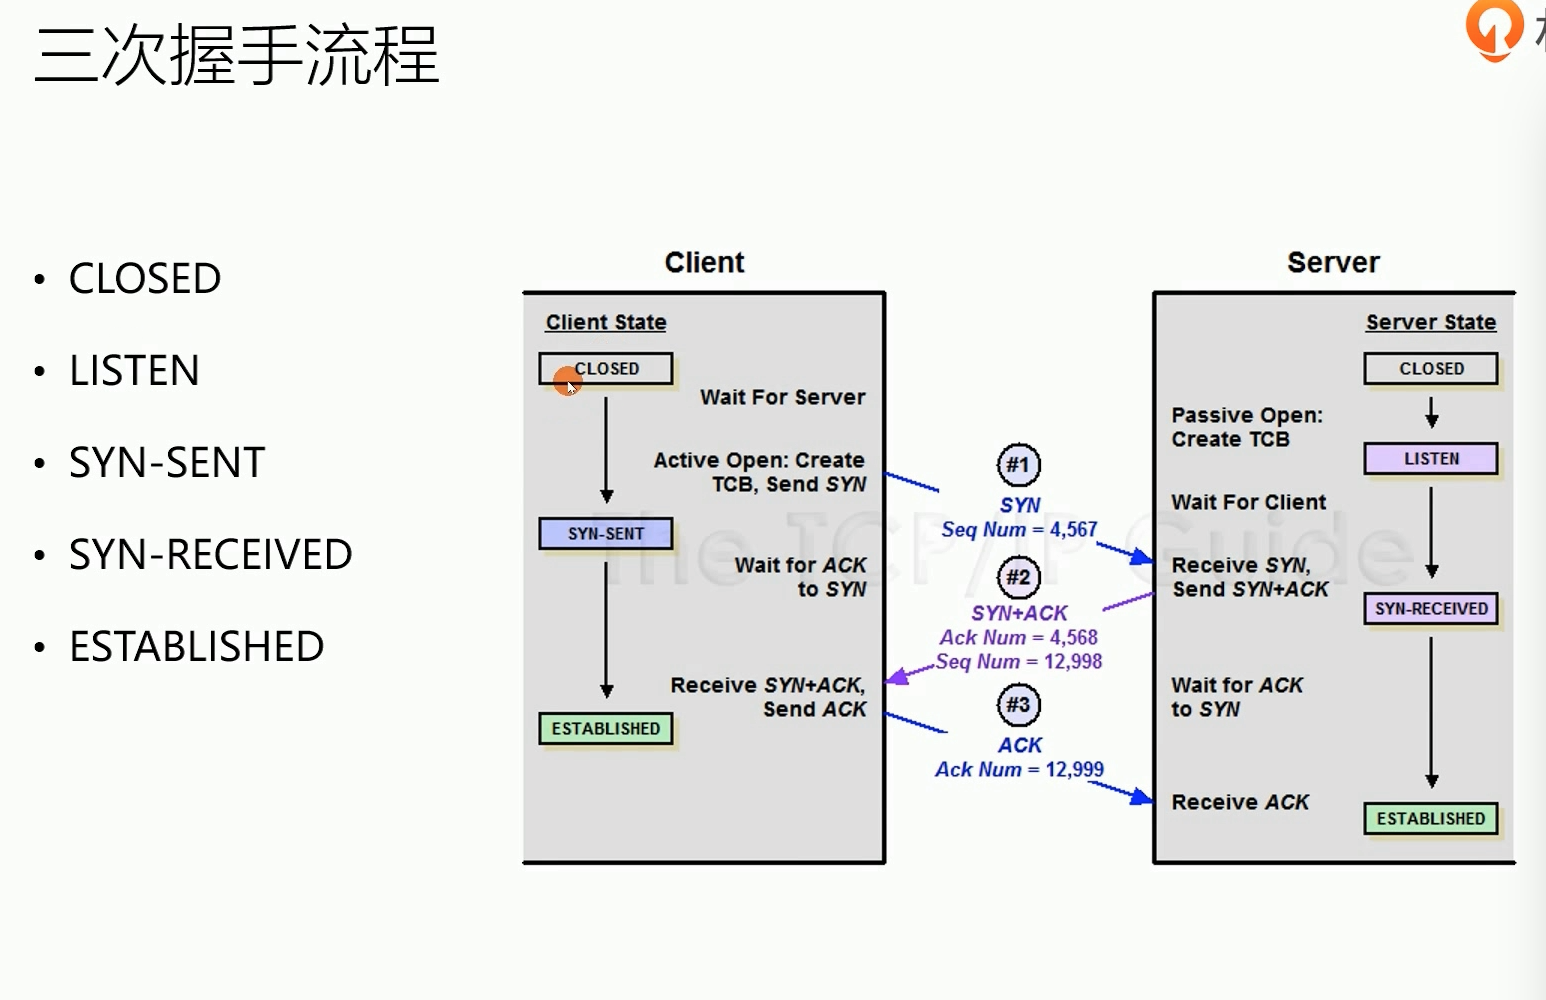 三次握手流程
• CLOSED
• LISTEN
• SYN-SENT
• SYN-RECEIVED
• ESTABLISHED
Client
Client State
CLOSED
Wait For Server
Active Open: Create
TCB, Send SYN
SYN-SENT
Wait for ACK
to SYN
Receive SYN+ACK,
Send ACK
ESTABLISHED
#1
SYN
Seq Num = 4,567
#2
SYN+ACK
Ack Num = 4,568
Seq Num = 12,998
#3
ACK
Ack Num = 12,999
Server
Server State
CLOSED
Passive Open:
Create TCB
LISTEN
Wait For Client
Receive SYN,
Send SYN+ACK
SYN-RECEIVED
Wait for ACK
to SYN
Receive ACK
ESTABLISHED
The TCP/IP Guide